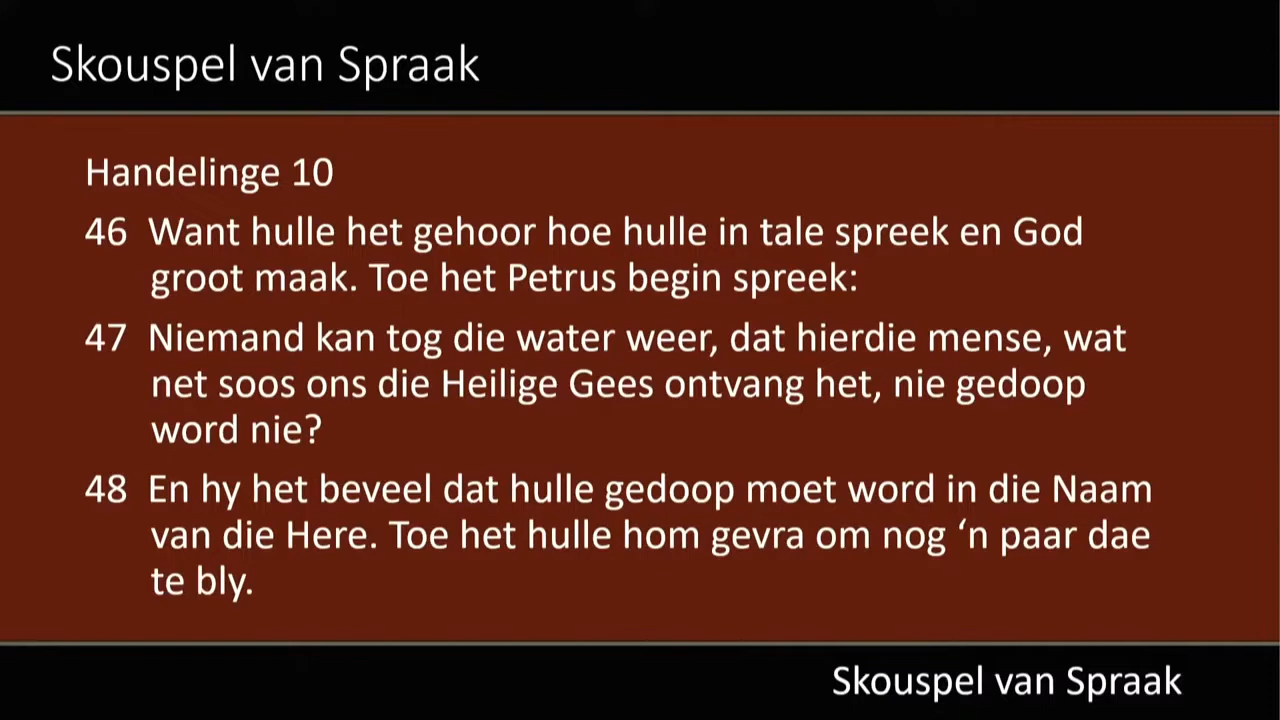 Skouspel van Spraak
Handelinge 10
46 Want hulle het gehoor hoe hulle in tale spreek en God
groot maak. Toe het Petrus begin spreek:
47 Niemand kan tog die water weer, dat hierdie mense, wat
net soos ons die Heilige Gees ontvang het, nie gedoop
word nie?
48 En hy het beveel dat hulle gedoop moet word in die Naam
van die Here. Toe het hulle hom gevra om nog ‘n paar dae
te bly.
Skouspel van Spraak